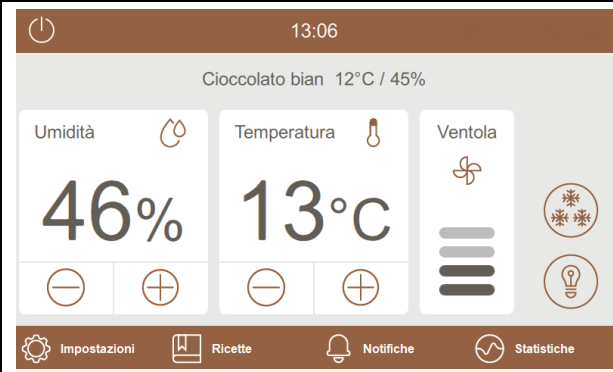 13:06
Cioccolato bian 12°C / 45%
Umidità
Temperatura
Ventola
46%
13°C
Impostazioni
Ricette
Notifiche
Statistiche